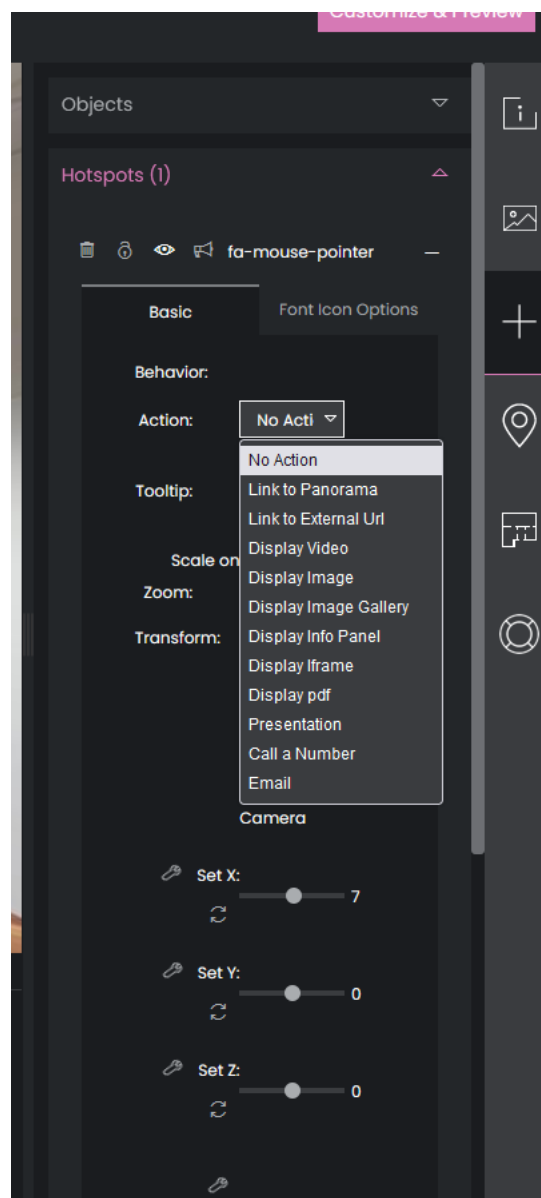 Customize & Preview
Objects
Hotspots (1)
fa-mouse-pointer
Basic
Font Icon Options
Behavior:
Action:
No Acti
No Action
Link to Panorama
Link to External Url
Display Video
Display Image
Display Image Gallery
Display Info Panel
Display Iframe
Display pdf
Presentation
Call a Number
Email
Tooltip:
Scale on
Zoom:
Transform:
Camera
Set X:
7
Set Y:
0
Set Z:
0